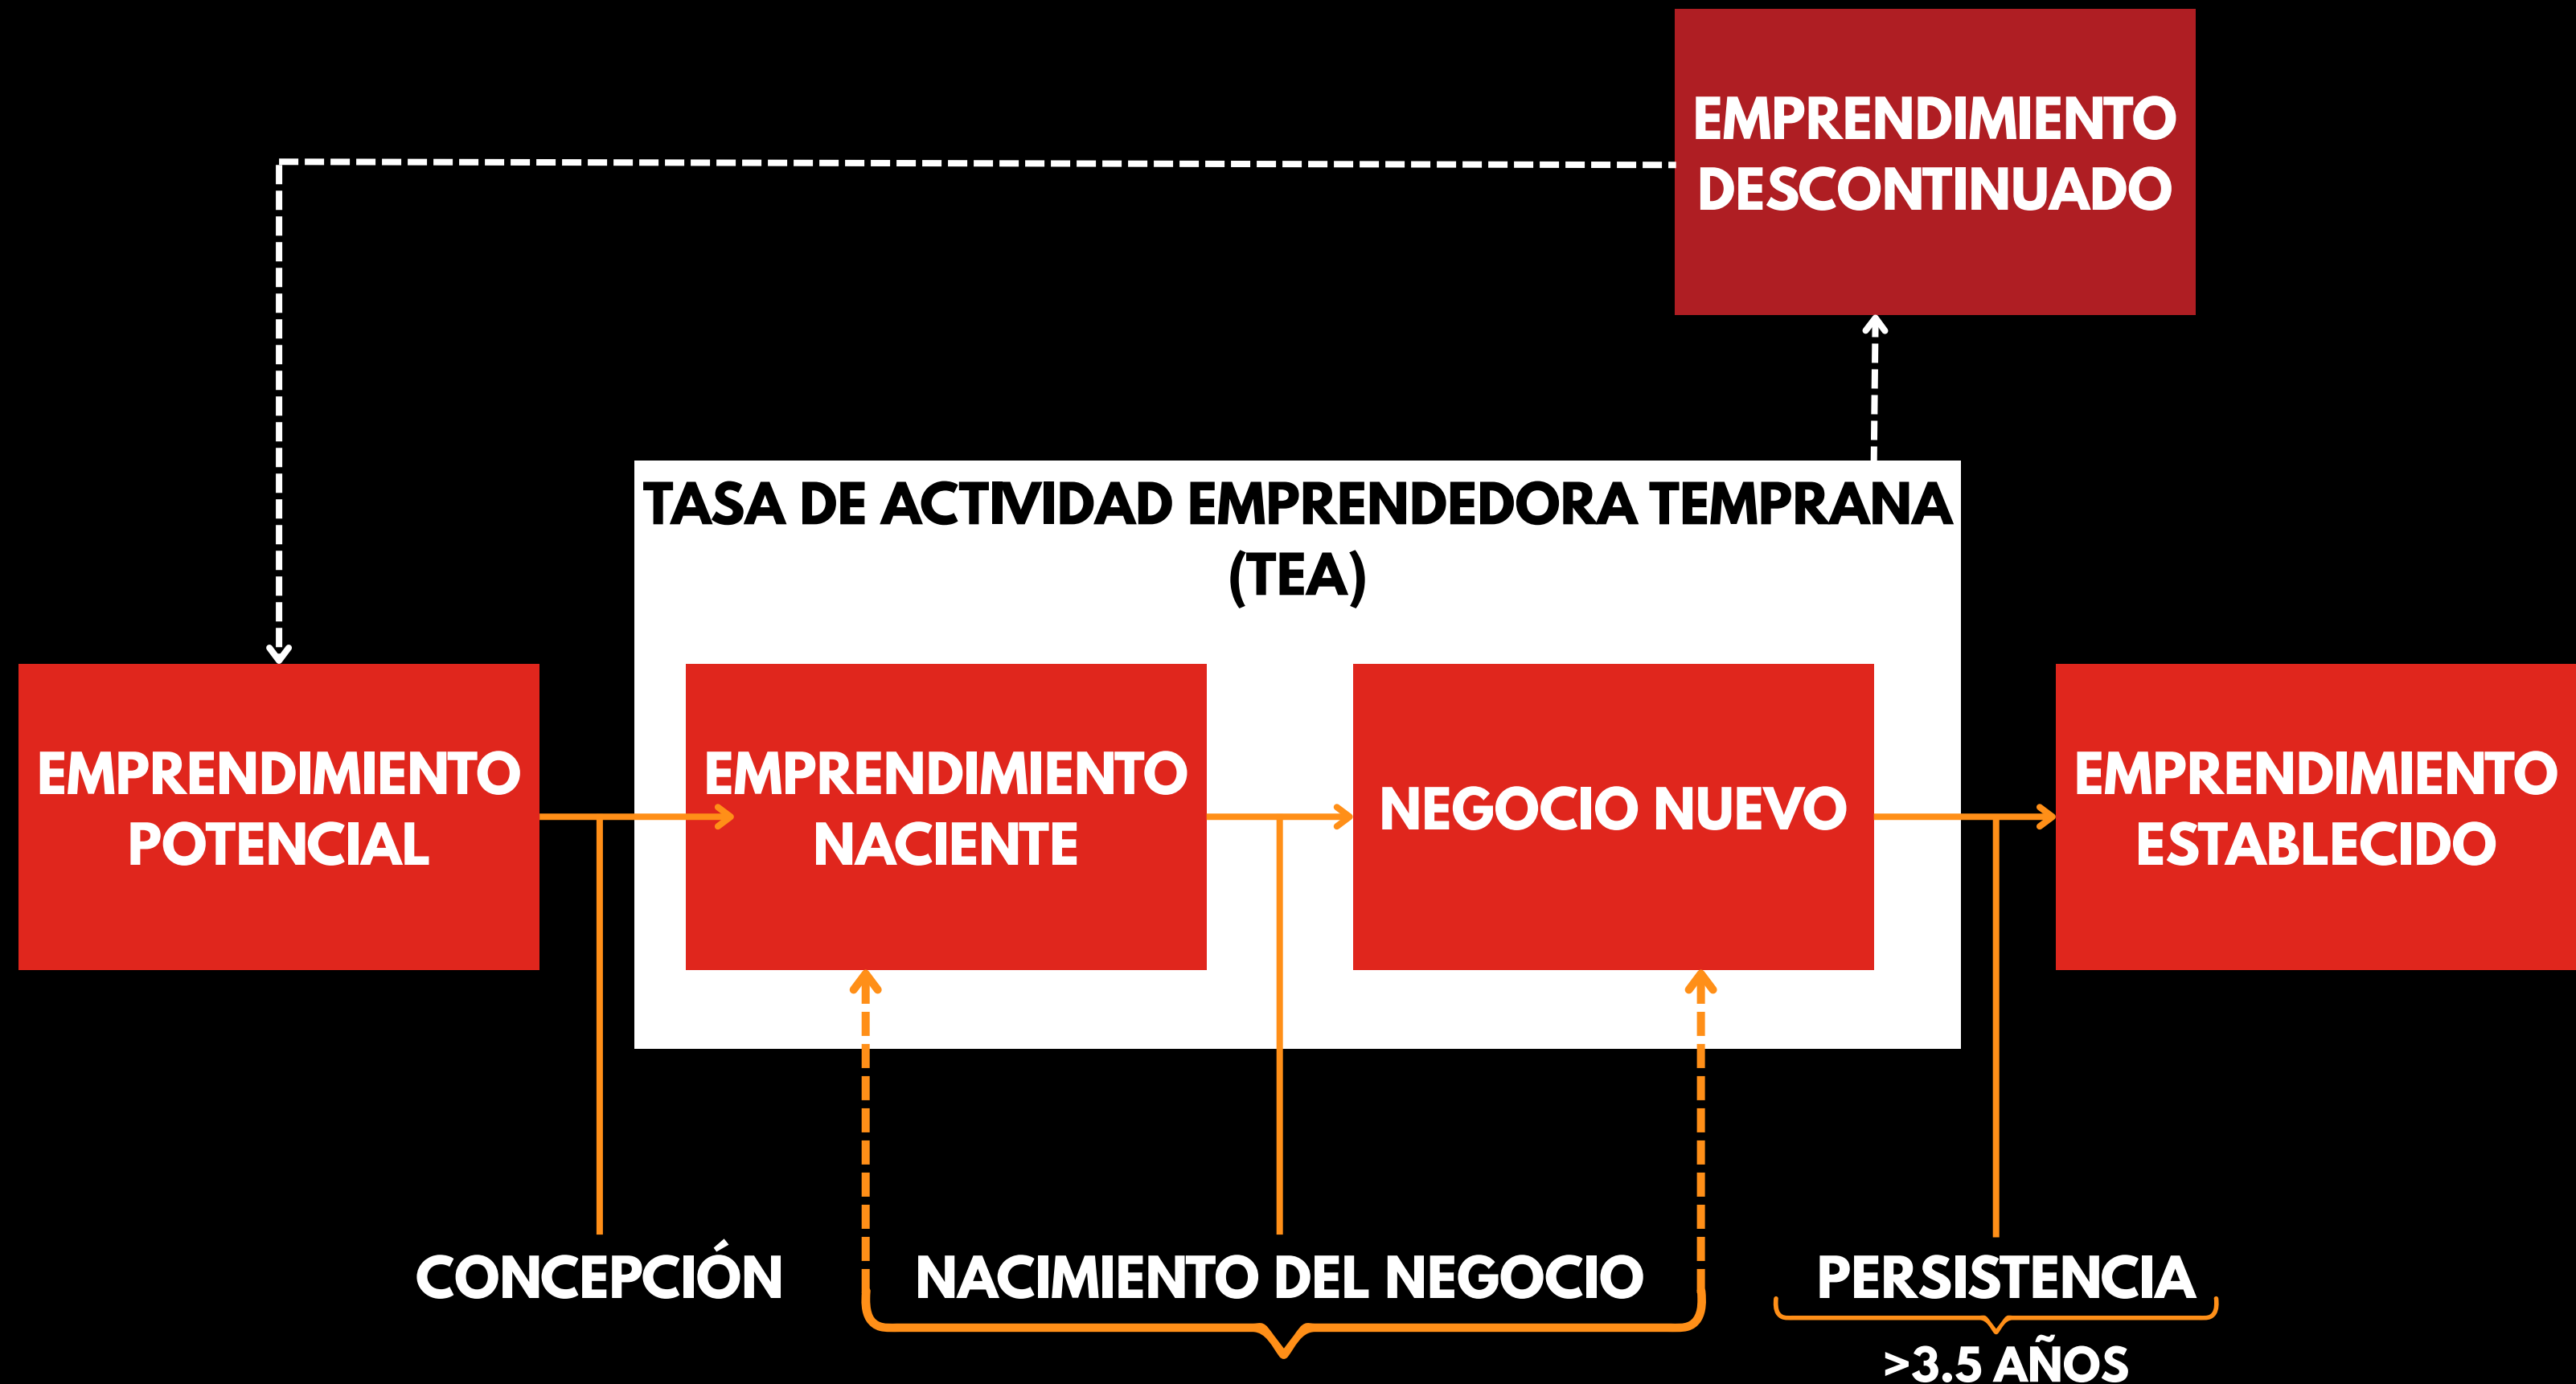 EMPRENDIMIENTO
DESCONTINUADO
TASA DE ACTIVIDAD EMPRENDEDORA TEMPRANA
(TEA)
EMPRENDIMIENTO
POTENCIAL
EMPRENDIMIENTO
NACIENTE
NEGOCIO NUEVO
EMPRENDIMIENTO
ESTABLECIDO
CONCEPCIÓN
NACIMIENTO DEL NEGOCIO
PERSISTENCIA
>3.5 AÑOS